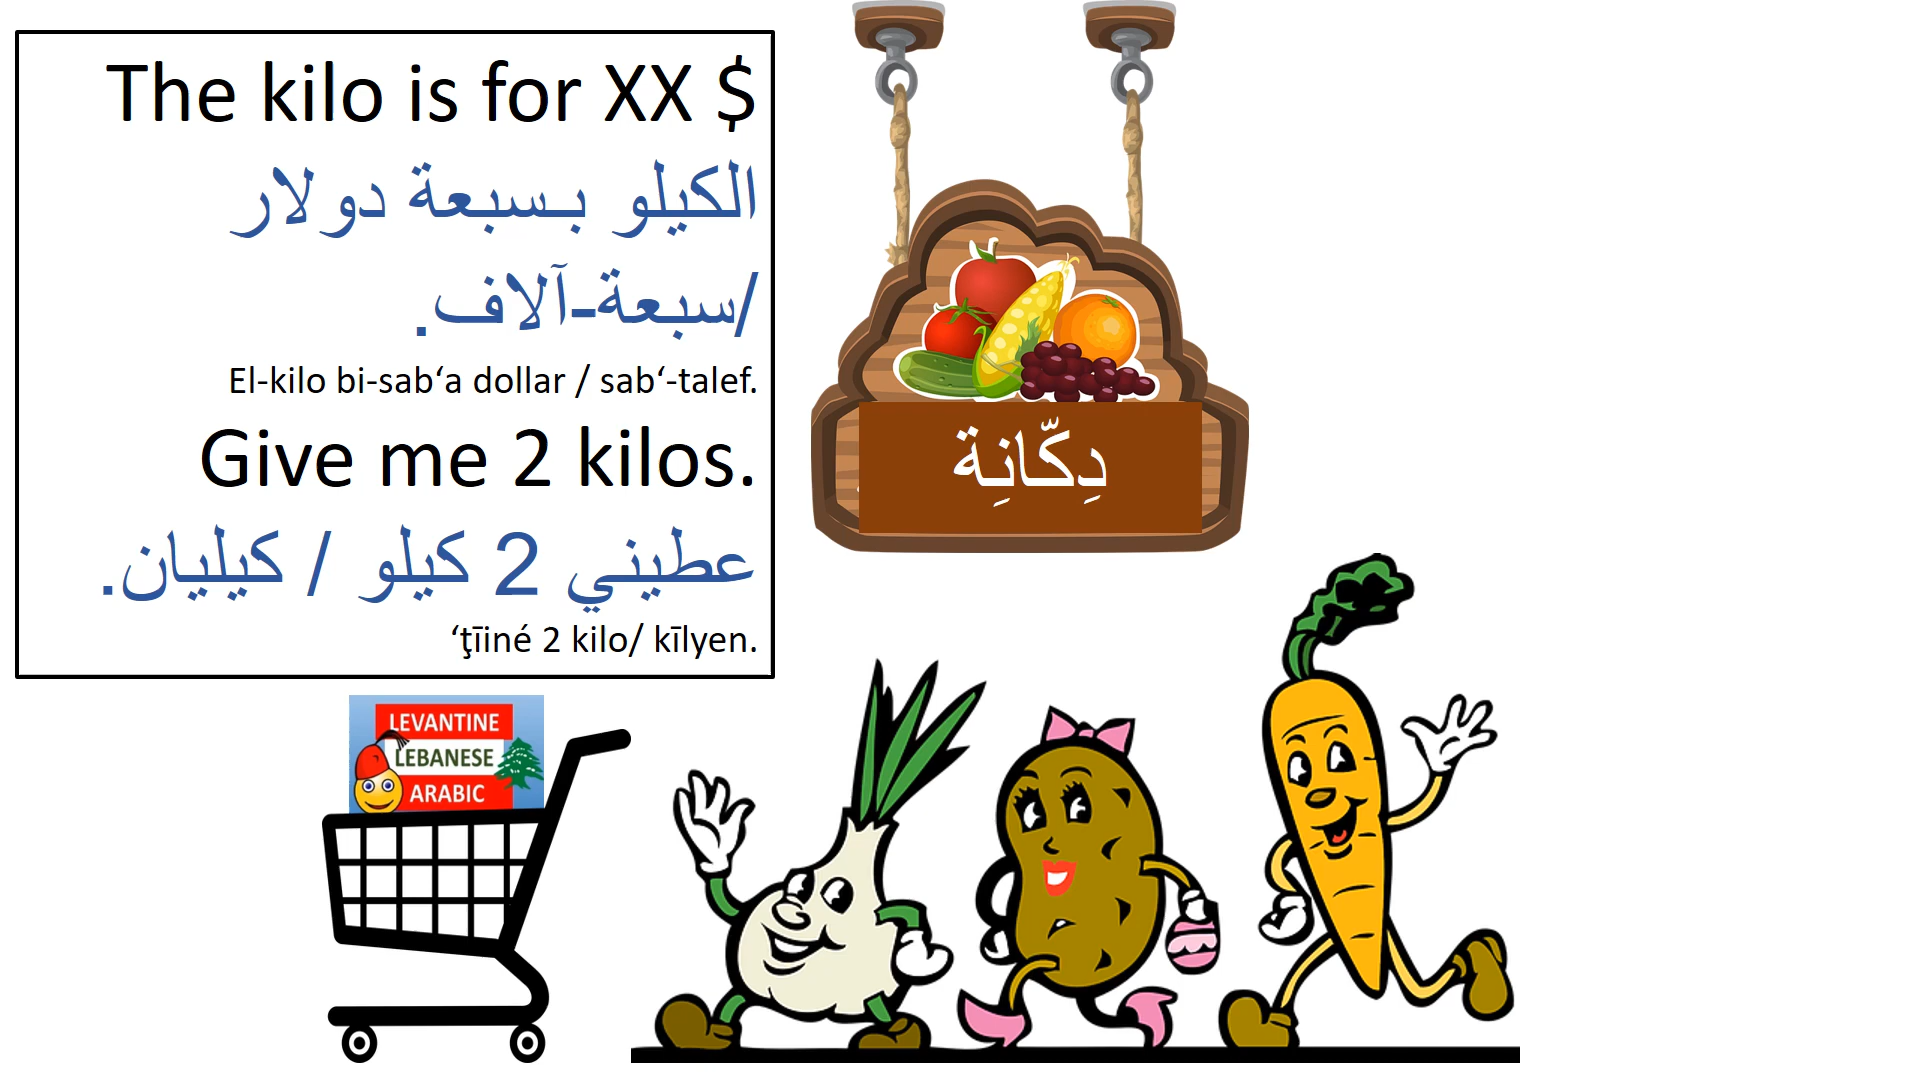 The kilo is for XX $
الكيلو بـسبعة دولار
/سبعة-آلاف.
El-kilo bi-sab‘a dollar / sab‘-talef.
Give me 2 kilos.
عطيني 2 كيلو / كيليان.
‘ţīiné 2 kilo/ kīlyen.
دِكّانِة
LEVANTINE
LEBANESE
ARABIC